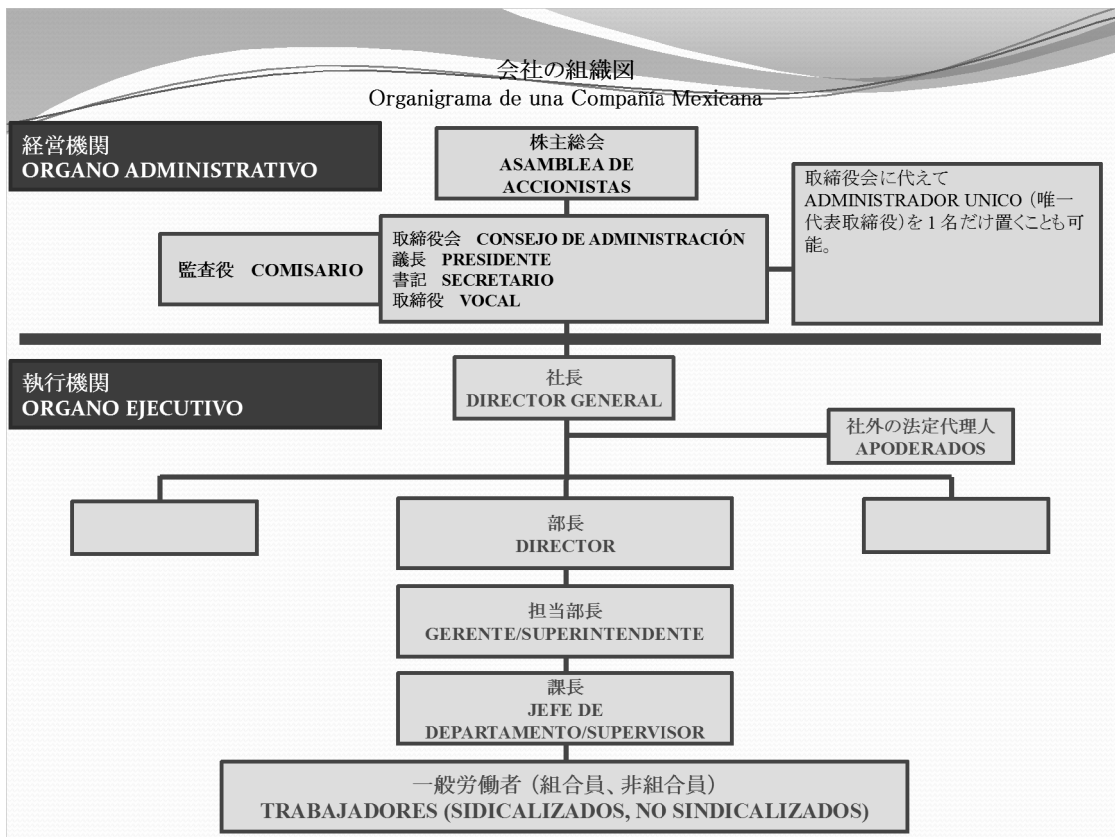 会社の組織図
Organigrama de una Compañía Mexicana
経営機関
ORGANO ADMINISTRATIVO
株主総会
ASAMBLEA DE
ACCIONISTAS
取締役会に代えて
ADMINISTRADOR UNICO（唯一
代表取締役）を１名だけ置くことも可
能。
監査役　COMISARIO
取締役会　CONSEJO DE ADMINISTRACIÓN
議長　PRESIDENTE
書記　SECRETARIO
取締役　VOCAL
執行機関
ORGANO EJECUTIVO
社長
DIRECTOR GENERAL
社外の法定代理人
APODERADOS
部長
DIRECTOR
担当部長
GERENTE/SUPERINTENDENTE
課長
JEFE DE
DEPARTAMENTO/SUPERVISOR
一般労働者（組合員、非組合員）
TRABAJADORES (SIDICALIZADOS, NO SINDICALIZADOS)